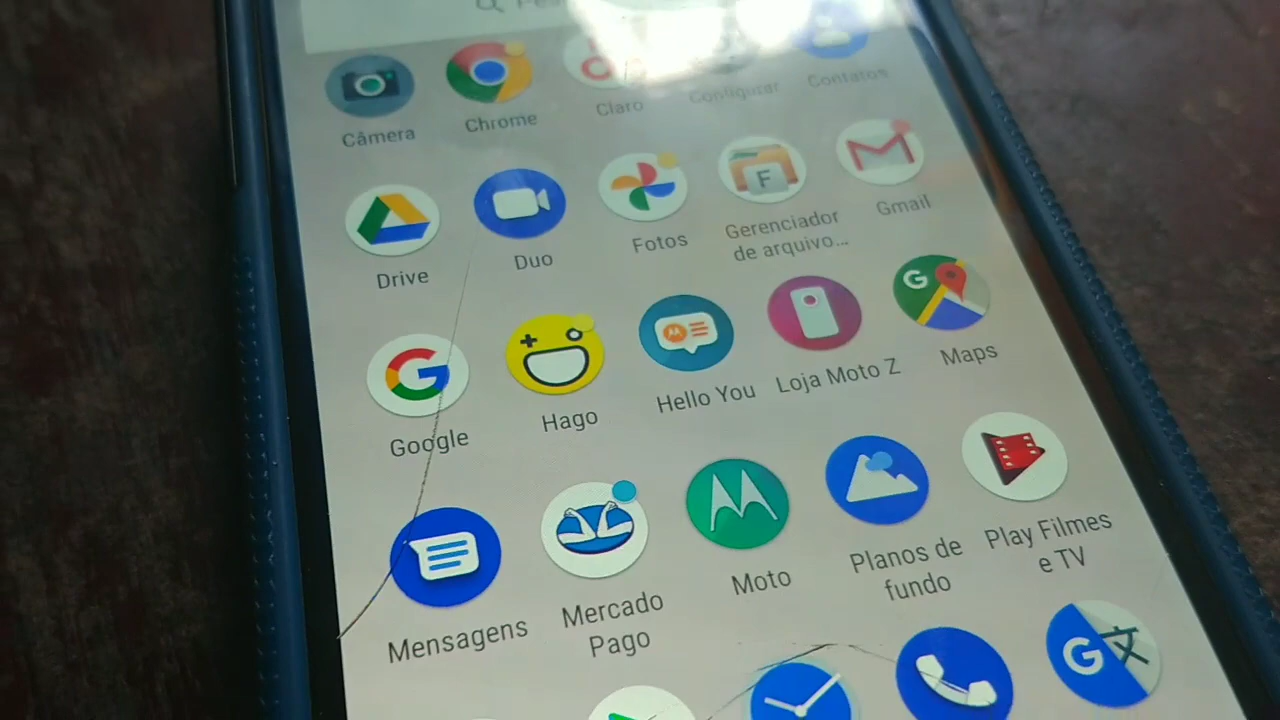 Câmera
Chrome
Claro
Configurar
Contatos
Drive
Duo
Fotos
Gerenciador
de arquivo...
F
Gmail
Google
Hago
Hello You
Loja Moto Z
Maps
G
Mensagens
Mercado
Pago
Moto
Planos de
fundo
Play Filmes
e TV
G 文